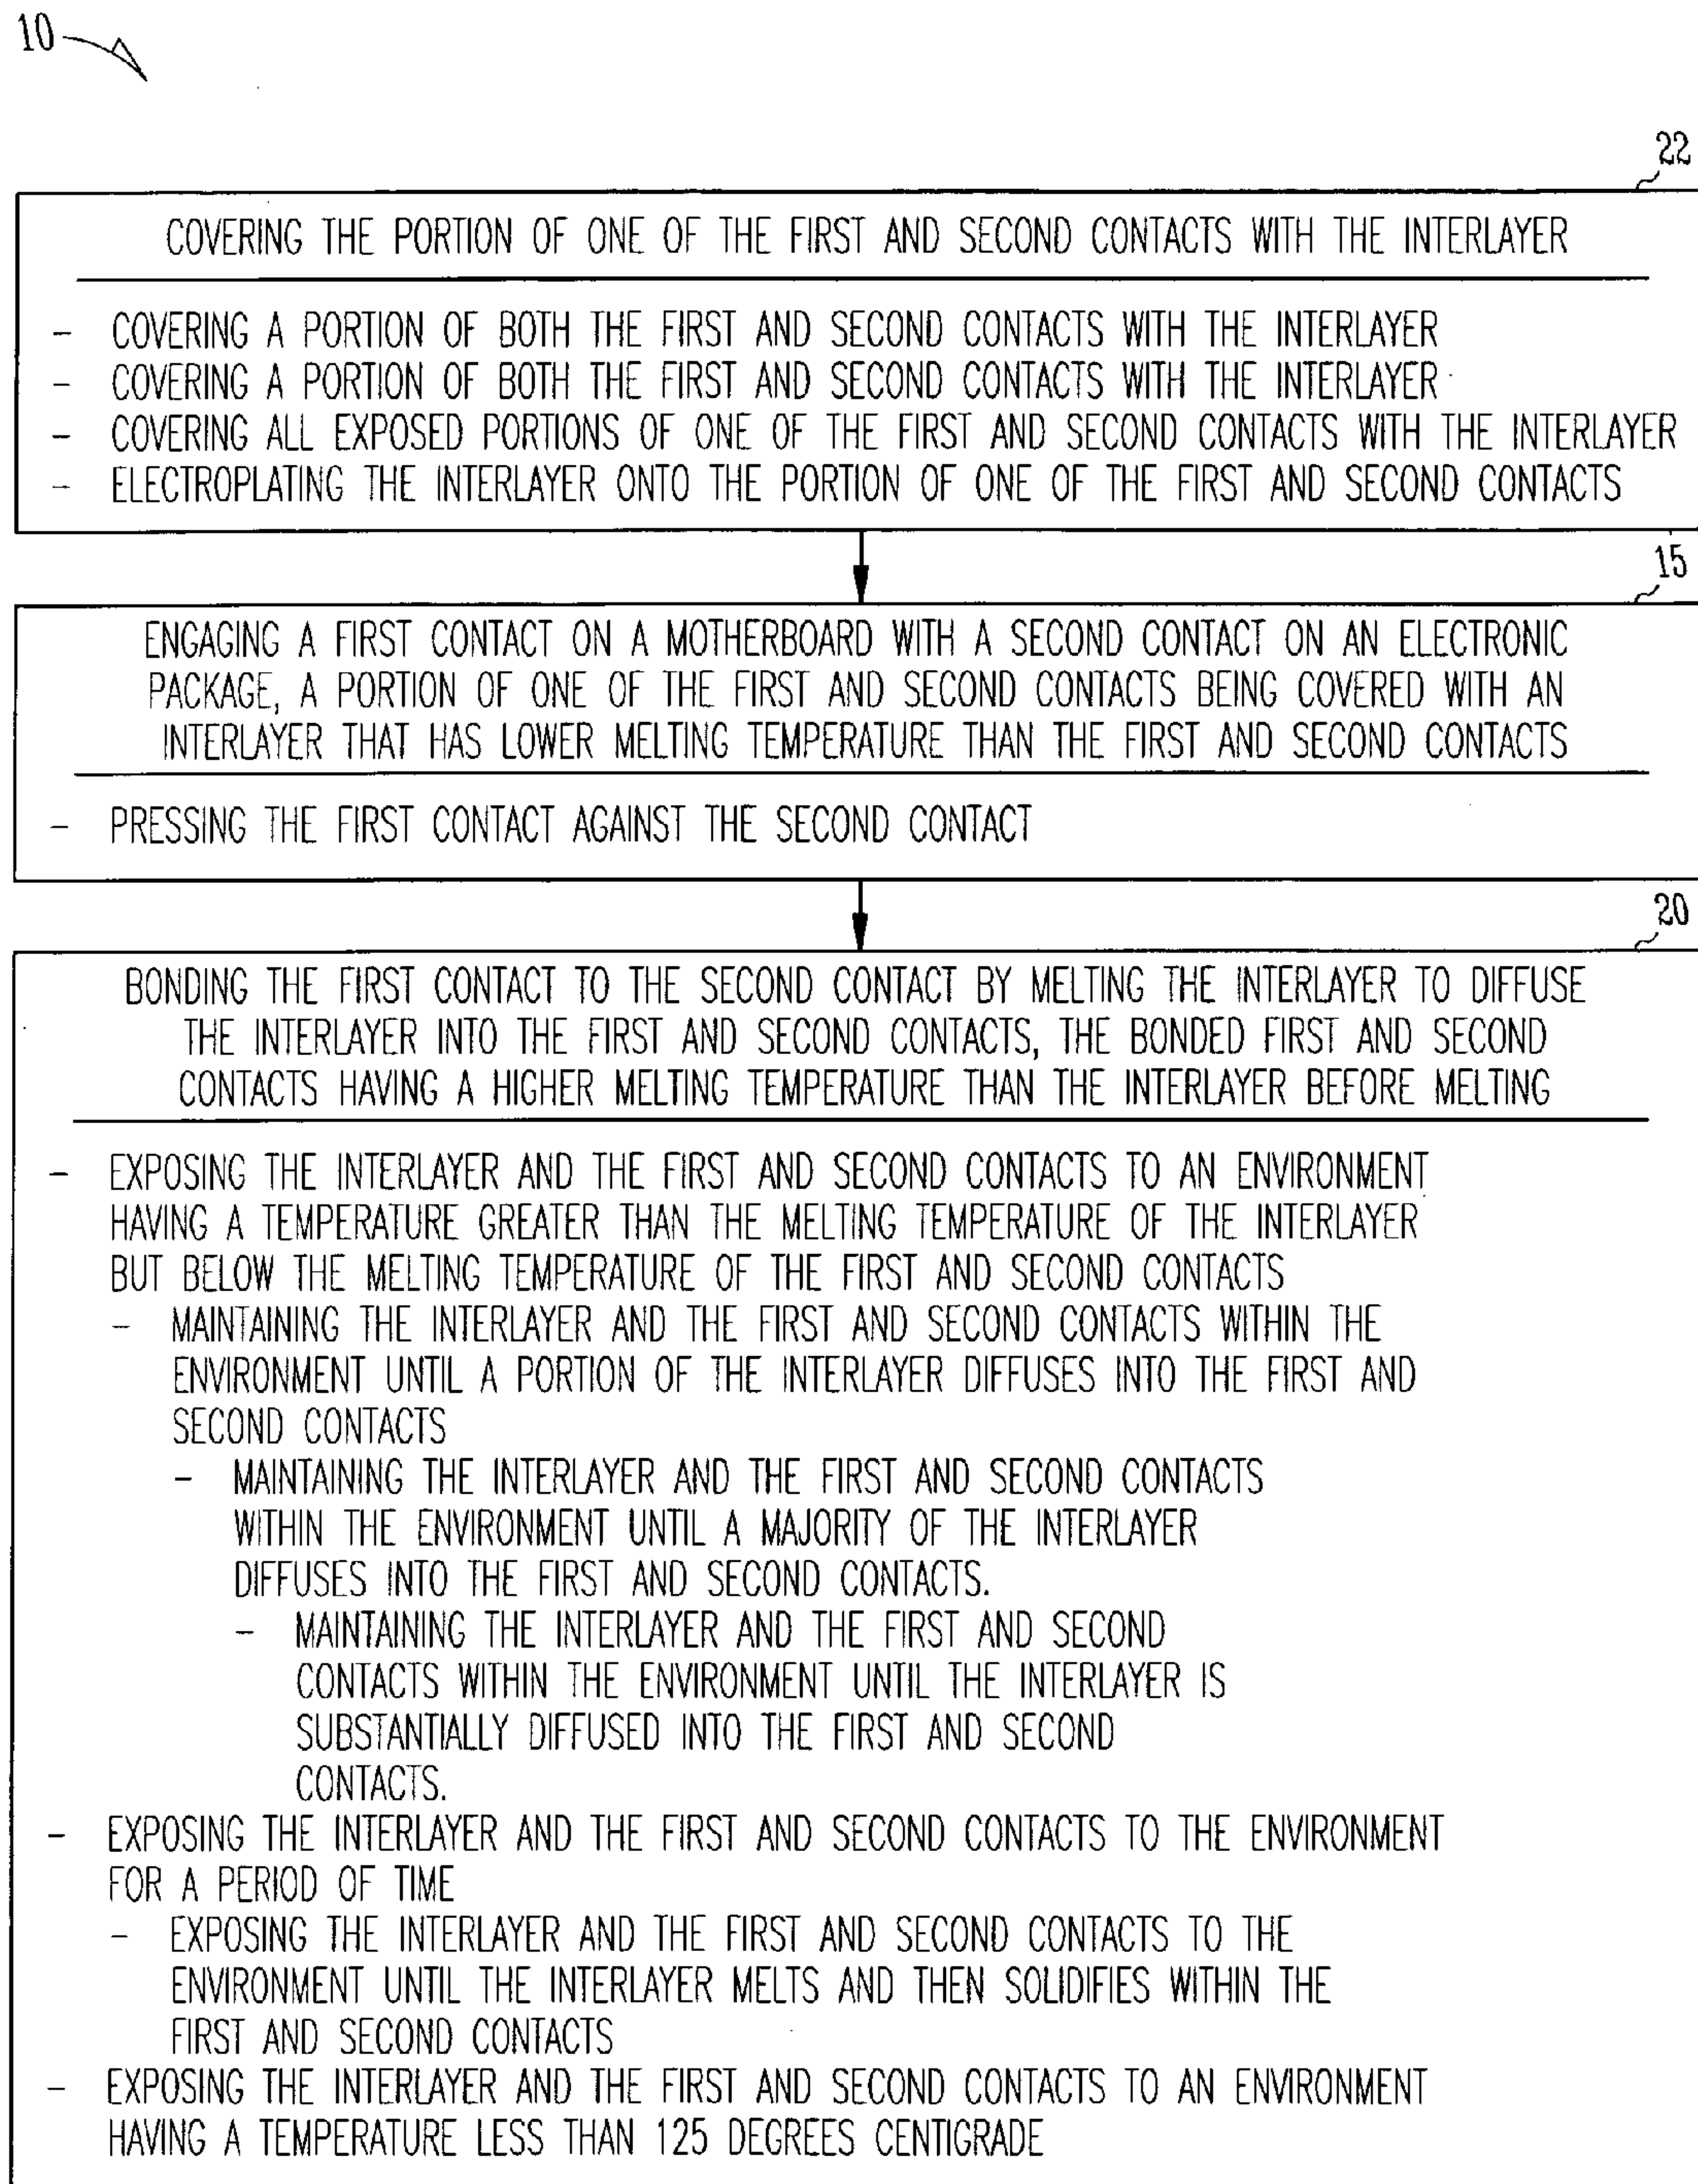 10
22
COVERING THE PORTION OF ONE OF THE FIRST AND SECOND CONTACTS WITH THE INTERLAYER
- COVERING A PORTION OF BOTH THE FIRST AND SECOND CONTACTS WITH THE INTERLAYER
- COVERING A PORTION OF BOTH THE FIRST AND SECOND CONTACTS WITH THE INTERLAYER
- COVERING ALL EXPOSED PORTIONS OF ONE OF THE FIRST AND SECOND CONTACTS WITH THE INTERLAYER
- ELECTROPLATING THE INTERLAYER ONTO THE PORTION OF ONE OF THE FIRST AND SECOND CONTACTS
15
ENGAGING A FIRST CONTACT ON A MOTHERBOARD WITH A SECOND CONTACT ON AN ELECTRONIC
PACKAGE, A PORTION OF ONE OF THE FIRST AND SECOND CONTACTS BEING COVERED WITH AN
INTERLAYER THAT HAS LOWER MELTING TEMPERATURE THAN THE FIRST AND SECOND CONTACTS
- PRESSING THE FIRST CONTACT AGAINST THE SECOND CONTACT
20
BONDING THE FIRST CONTACT TO THE SECOND CONTACT BY MELTING THE INTERLAYER TO DIFFUSE
THE INTERLAYER INTO THE FIRST AND SECOND CONTACTS, THE BONDED FIRST AND SECOND
CONTACTS HAVING A HIGHER MELTING TEMPERATURE THAN THE INTERLAYER BEFORE MELTING
- EXPOSING THE INTERLAYER AND THE FIRST AND SECOND CONTACTS TO AN ENVIRONMENT
HAVING A TEMPERATURE GREATER THAN THE MELTING TEMPERATURE OF THE INTERLAYER
BUT BELOW THE MELTING TEMPERATURE OF THE FIRST AND SECOND CONTACTS
- MAINTAINING THE INTERLAYER AND THE FIRST AND SECOND CONTACTS WITHIN THE
ENVIRONMENT UNTIL A PORTION OF THE INTERLAYER DIFFUSES INTO THE FIRST AND
SECOND CONTACTS
- MAINTAINING THE INTERLAYER AND THE FIRST AND SECOND CONTACTS
WITHIN THE ENVIRONMENT UNTIL A MAJORITY OF THE INTERLAYER
DIFFUSES INTO THE FIRST AND SECOND CONTACTS.
- MAINTAINING THE INTERLAYER AND THE FIRST AND SECOND
CONTACTS WITHIN THE ENVIRONMENT UNTIL THE INTERLAYER IS
SUBSTANTIALLY DIFFUSED INTO THE FIRST AND SECOND
CONTACTS.
- EXPOSING THE INTERLAYER AND THE FIRST AND SECOND CONTACTS TO THE ENVIRONMENT
FOR A PERIOD OF TIME
- EXPOSING THE INTERLAYER AND THE FIRST AND SECOND CONTACTS TO THE
ENVIRONMENT UNTIL THE INTERLAYER MELTS AND THEN SOLIDIFIES WITHIN THE
FIRST AND SECOND CONTACTS
- EXPOSING THE INTERLAYER AND THE FIRST AND SECOND CONTACTS TO AN ENVIRONMENT
HAVING A TEMPERATURE LESS THAN 125 DEGREES CENTIGRADE